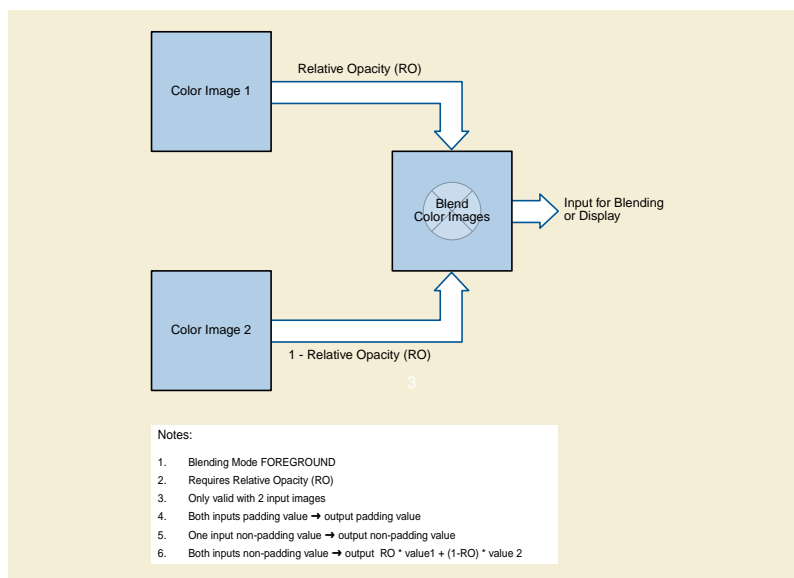 Relative Opacity (RO)
Color Image 1
Blend
Color Images
Input for Blending
or Display
Color Image 2
1 - Relative Opacity (RO)
3
Notes:
1. Blending Mode FOREGROUND
2. Requires Relative Opacity (RO)
3. Only valid with 2 input images
4. Both inputs padding value ➔ output padding value
5. One input non-padding value ➔ output non-padding value
6. Both inputs non-padding value ➔ output RO * value1 + (1-RO) * value 2